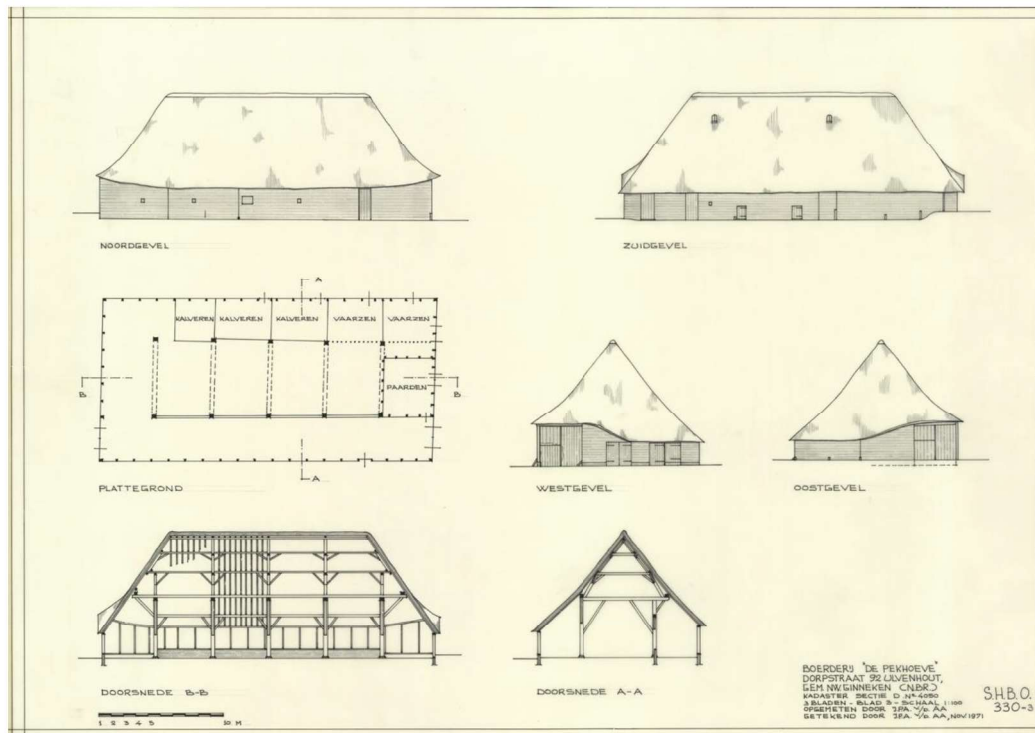 NOORDGEVEL
ZUIDGEVEL
A
KALVEREN KALVEREN KALVEREN VAARZEN VAARZEN
PAARDEN
B B
A
PLATTEGROND
WESTGEVEL
OOSTGEVEL
DOORSNEDE B-B
DOORSNEDE A-A
1 2 3 4 5 10 M
BOERDERIJ "DE PEKHOEVE"
DORPSTRAAT 92 ULVENHOUT,
GEM. NW. GINNEKEN (N.BR.)
KADASTER SECTIE D. Nº 4050
3 BLADEN - BLAD 3 - SCHAAL 1:100
OPGEMETEN DOOR J.P.A. V/D. AA
GETEKEND DOOR J.P.A. V/D. AA, NOV. 1971
S.H.B.O.
330-3